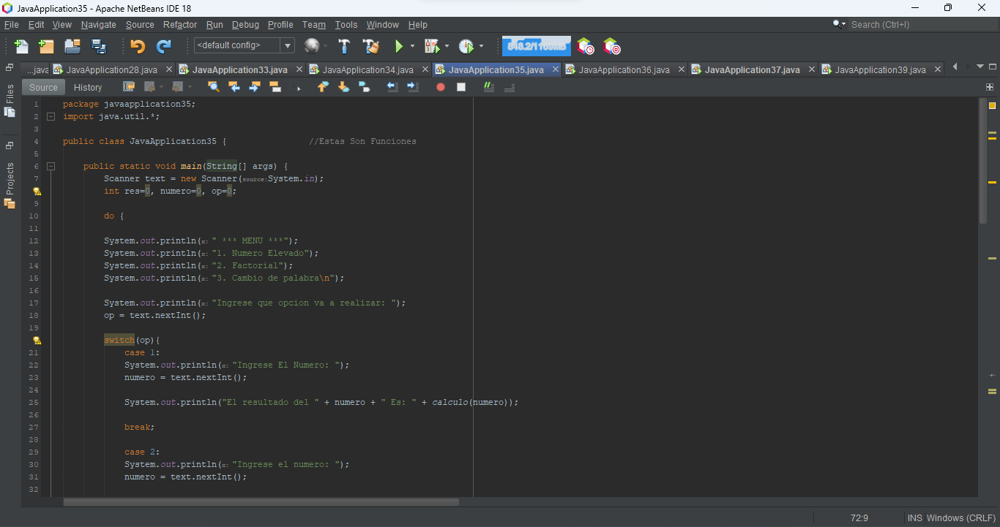 JavaApplication35 - Apache NetBeans IDE 18
File Edit View Navigate Source Refactor Run Debug Profile Team Tools Window Help
Search (Ctrl+I)
<default config>
848.2/1169MB
...java JavaApplication28.java JavaApplication33.java JavaApplication34.java JavaApplication35.java JavaApplication36.java JavaApplication37.java JavaApplication39.java
Files
Projects
Source History
1 package javaapplication35;
2 import java.util.*;
3
4 public class JavaApplication35 { //Estas Son Funciones
5
6 public static void main(String[] args) {
7 Scanner text = new Scanner(source:System.in);
int res=0, numero=0, op=0;
9
10 do {
11
12 System.out.println(x: " *** MENU ***");
13 System.out.println(x: "1. Numero Elevado");
14 System.out.println(x: "2. Factorial");
15 System.out.println(x: "3. Cambio de palabra\n");
16
17 System.out.println(x: "Ingrese que opcion va a realizar: ");
18 op = text.nextInt();
19
switch(op){
21 case 1:
22 System.out.println(x: "Ingrese El Numero: ");
23 numero = text.nextInt();
24
25 System.out.println("El resultado del " + numero + " Es: " + calculo(numero));
26
27 break;
28
29 case 2:
30 System.out.println(x: "Ingrese el numero: ");
31 numero = text.nextInt();
32
72:9 INS Windows (CRLF)